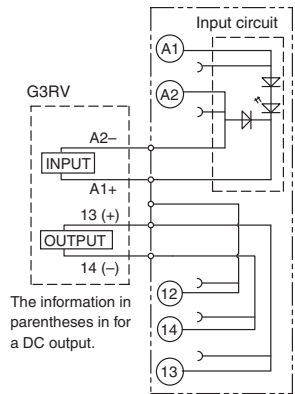 Input circuit
A1
A2
G3RV
A2–
INPUT
A1+
13 (+)
OUTPUT
14 (–)
12
14
13
The information in
parentheses in for
a DC output.